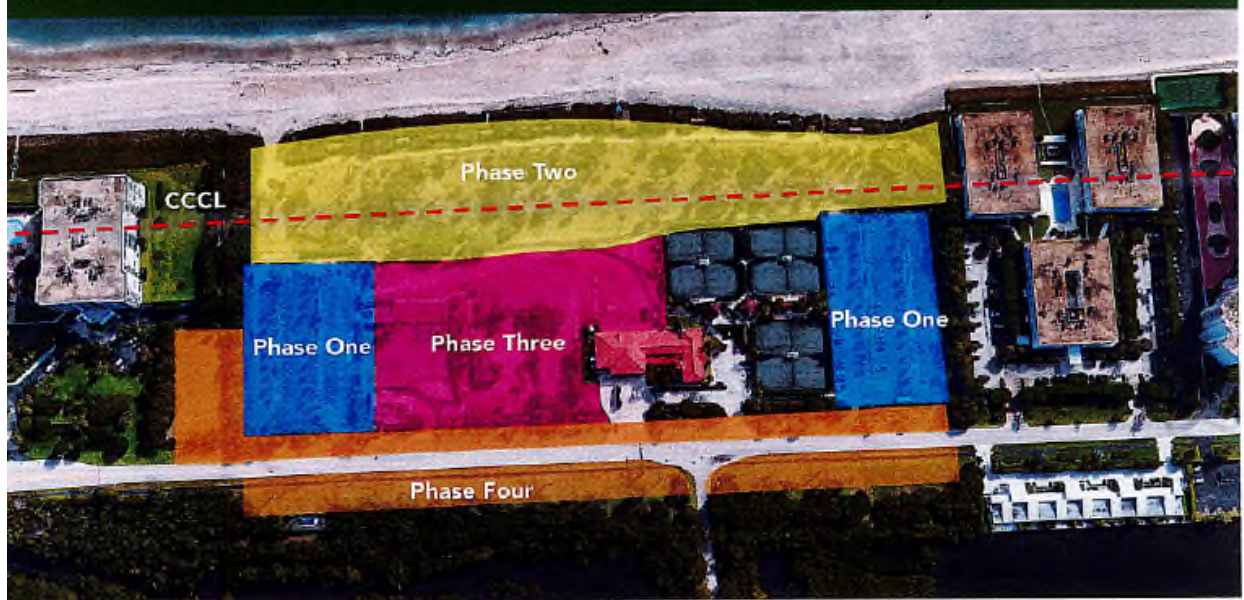 Phase Two
CCCL
Phase One
Phase Three
Phase One
Phase Four